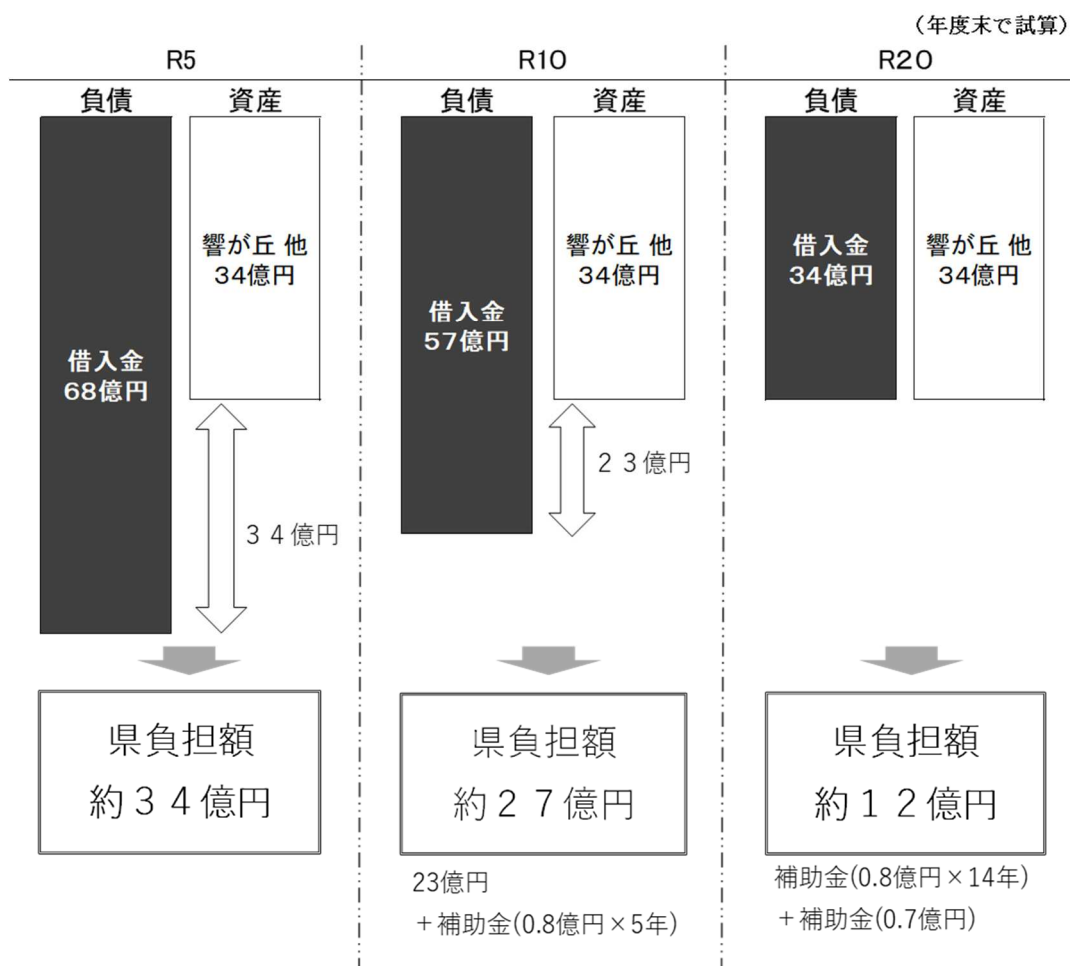 （年度末で試算）
R5
負債
資産
借入金
68億円
響が丘 他
34億円
３４億円
県負担額
約３４億円
R10
負債
資産
借入金
57億円
響が丘 他
34億円
２３億円
県負担額
約２７億円
23億円
＋補助金(0.8億円×5年)
R20
負債
資産
借入金
34億円
響が丘 他
34億円
県負担額
約１２億円
補助金(0.8億円×14年)
＋補助金(0.7億円)